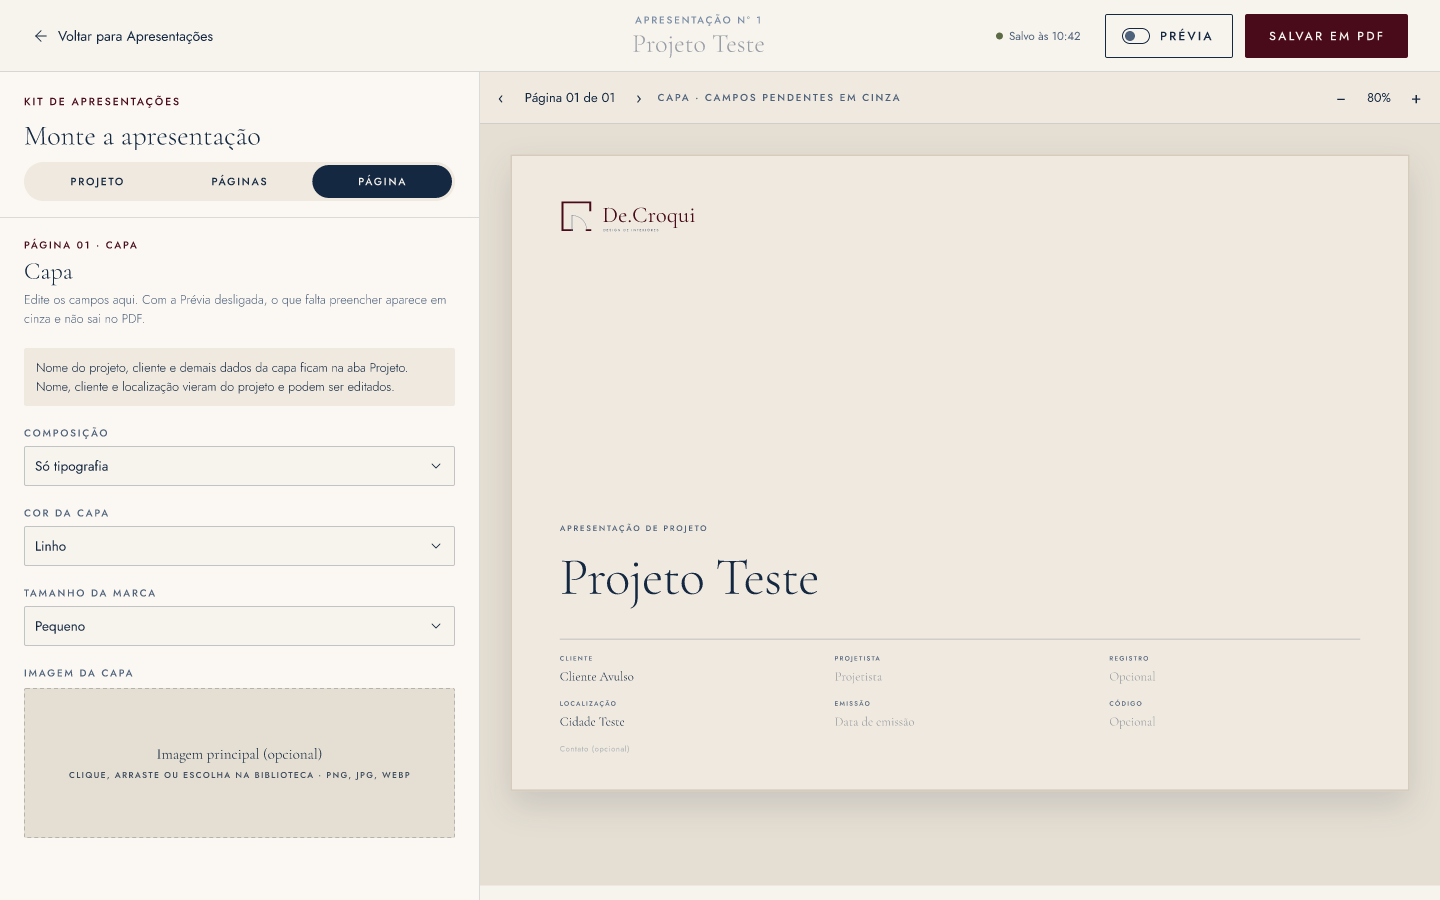 Voltar para Apresentações
APRESENTAÇÃO Nº 1
Projeto Teste
Salvo às 10:42
PRÉVIA
SALVAR EM PDF
KIT DE APRESENTAÇÕES
Monte a apresentação
PROJETO
PÁGINAS
PÁGINA
PÁGINA 01 · CAPA
Capa
Edite os campos aqui. Com a Prévia desligada, o que falta preencher aparece em
cinza e não sai no PDF.
Nome do projeto, cliente e demais dados da capa ficam na aba Projeto.
Nome, cliente e localização vieram do projeto e podem ser editados.
COMPOSIÇÃO
Só tipografia
COR DA CAPA
Linho
TAMANHO DA MARCA
Pequeno
IMAGEM DA CAPA
Imagem principal (opcional)
CLIQUE, ARRASTE OU ESCOLHA NA BIBLIOTECA · PNG, JPG, WEBP
‹ Página 01 de 01 ›
CAPA · CAMPOS PENDENTES EM CINZA
− 80% +
De.Croqui
DESIGN DE INTERIORES
APRESENTAÇÃO DE PROJETO
Projeto Teste
CLIENTE
Cliente Avulso
PROJETISTA
Projetista
REGISTRO
Opcional
LOCALIZAÇÃO
Cidade Teste
EMISSÃO
Data de emissão
CÓDIGO
Opcional
Contato (opcional)